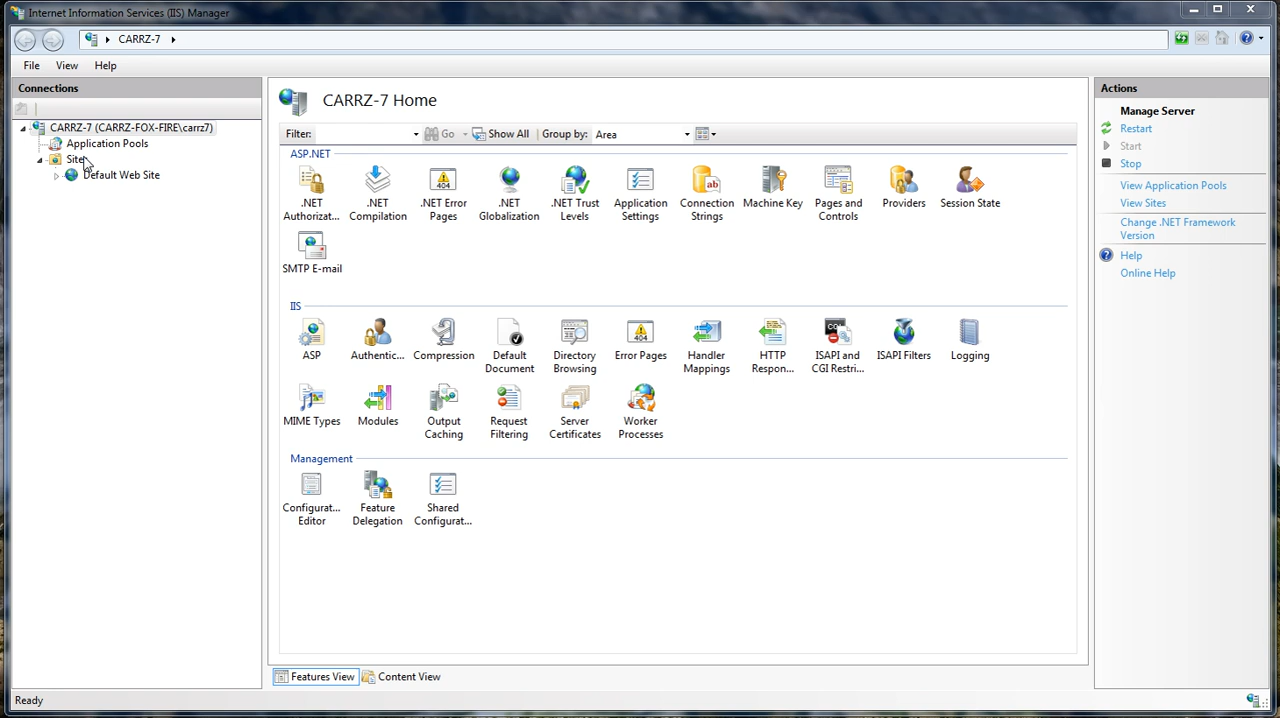 Internet Information Services (IIS) Manager
CARRZ-7
File View Help
Connections
CARRZ-7 (CARRZ-FOX-FIRE\carrz7)
Application Pools
Sites
Default Web Site
CARRZ-7 Home
Filter: Go Show All Group by: Area
ASP.NET
.NET Authorizat...
.NET Compilation
.NET Error Pages
.NET Globalization
.NET Trust Levels
Application Settings
Connection Strings
Machine Key
Pages and Controls
Providers
Session State
SMTP E-mail
IIS
ASP
Authentic...
Compression
Default Document
Directory Browsing
Error Pages
Handler Mappings
HTTP Respon...
ISAPI and CGI Restri...
ISAPI Filters
Logging
MIME Types
Modules
Output Caching
Request Filtering
Server Certificates
Worker Processes
Management
Configurat... Editor
Feature Delegation
Shared Configurat...
Features View Content View
Actions
Manage Server
Restart
Start
Stop
View Application Pools
View Sites
Change .NET Framework
Version
Help
Online Help
Ready